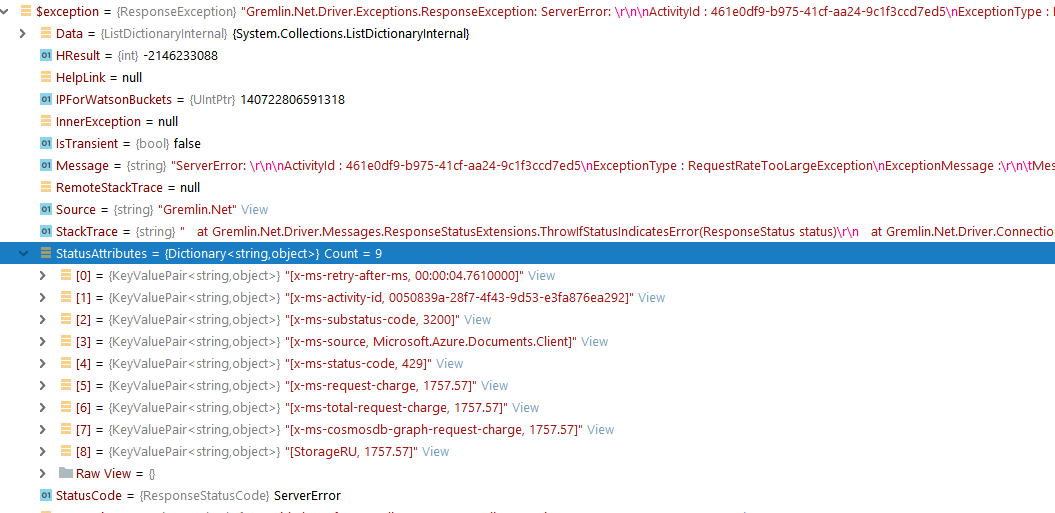 $exception = {ResponseException} "Gremlin.Net.Driver.Exceptions.ResponseException: ServerError: \r\n\nActivityId : 461e0df9-b975-41cf-aa24-9c1f3ccd7ed5\nExceptionType :
Data = {ListDictionaryInternal} {System.Collections.ListDictionaryInternal}
01 HResult = {int} -2146233088
HelpLink = null
01 IPForWatsonBuckets = {UIntPtr} 140722806591318
InnerException = null
01 IsTransient = {bool} false
01 Message = {string} "ServerError: \r\n\nActivityId : 461e0df9-b975-41cf-aa24-9c1f3ccd7ed5\nExceptionType : RequestRateTooLargeException\nExceptionMessage :\r\n\tMes
RemoteStackTrace = null
01 Source = {string} "Gremlin.Net" View
01 StackTrace = {string} "   at Gremlin.Net.Driver.Messages.ResponseStatusExtensions.ThrowIfStatusIndicatesError(ResponseStatus status)\r\n   at Gremlin.Net.Driver.Connectio
StatusAttributes = {Dictionary<string,object>} Count = 9
[0] = {KeyValuePair<string,object>} "[x-ms-retry-after-ms, 00:00:04.7610000]" View
[1] = {KeyValuePair<string,object>} "[x-ms-activity-id, 0050839a-28f7-4f43-9d53-e3fa876ea292]" View
[2] = {KeyValuePair<string,object>} "[x-ms-substatus-code, 3200]" View
[3] = {KeyValuePair<string,object>} "[x-ms-source, Microsoft.Azure.Documents.Client]" View
[4] = {KeyValuePair<string,object>} "[x-ms-status-code, 429]" View
[5] = {KeyValuePair<string,object>} "[x-ms-request-charge, 1757.57]" View
[6] = {KeyValuePair<string,object>} "[x-ms-total-request-charge, 1757.57]" View
[7] = {KeyValuePair<string,object>} "[x-ms-cosmosdb-graph-request-charge, 1757.57]" View
[8] = {KeyValuePair<string,object>} "[StorageRU, 1757.57]" View
Raw View = {}
01 StatusCode = {ResponseStatusCode} ServerError